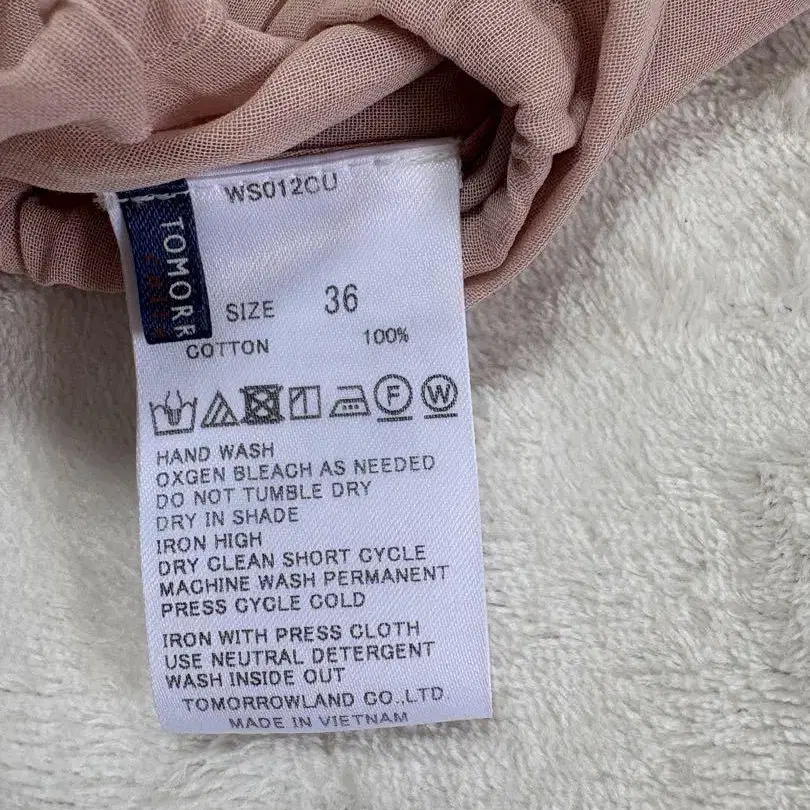 WS012CU
TOMORR
SIZE 36
COTTON 100%
F W
HAND WASH
OXGEN BLEACH AS NEEDED
DO NOT TUMBLE DRY
DRY IN SHADE
IRON HIGH
DRY CLEAN SHORT CYCLE
MACHINE WASH PERMANENT
PRESS CYCLE COLD
IRON WITH PRESS CLOTH
USE NEUTRAL DETERGENT
WASH INSIDE OUT
TOMORROWLAND CO.,LTD.
MADE IN VIETNAM